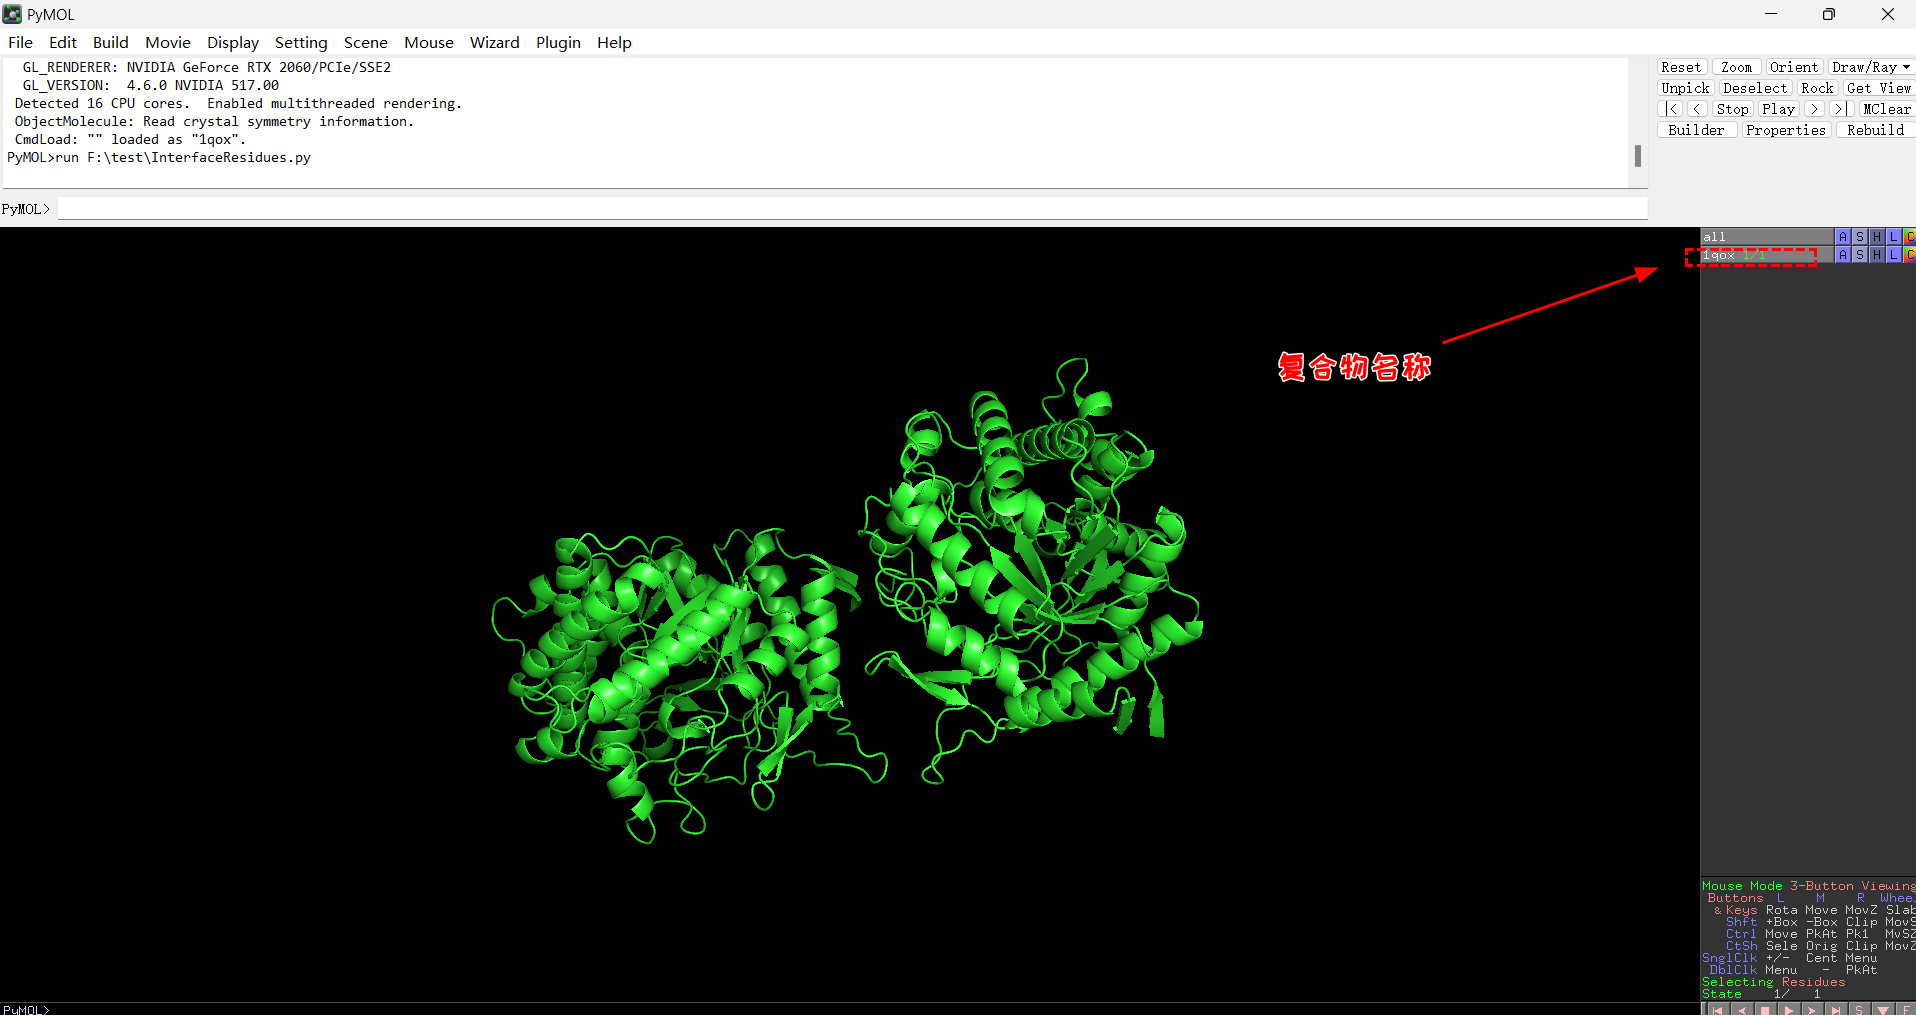 PyMOL
File Edit Build Movie Display Setting Scene Mouse Wizard Plugin Help
GL_RENDERER: NVIDIA GeForce RTX 2060/PCIe/SSE2
GL_VERSION: 4.6.0 NVIDIA 517.00
Detected 16 CPU cores. Enabled multithreaded rendering.
ObjectMolecule: Read crystal symmetry information.
CmdLoad: "" loaded as "1qox".
PyMOL>run F:\test\InterfaceResidues.py
Reset Zoom Orient Draw/Ray
Unpick Deselect Rock Get View
|< < Stop Play > >| MClear
Builder Properties Rebuild
PyMOL>
all A S H L C
1qox 1/1 A S H L C
复合物名称
Mouse Mode 3-Button Viewing
Buttons L M R Whee
& Keys Rota Move MovZ Slab
Shft +Box -Box Clip MovS
Ctrl Move PkAt Pk1 MvSZ
CtSh Sele Orig Clip MovZ
SnglClk +/- Cent Menu
DblClk Menu - PkAt
Selecting Residues
State 1/ 1
PyMOL>
S F